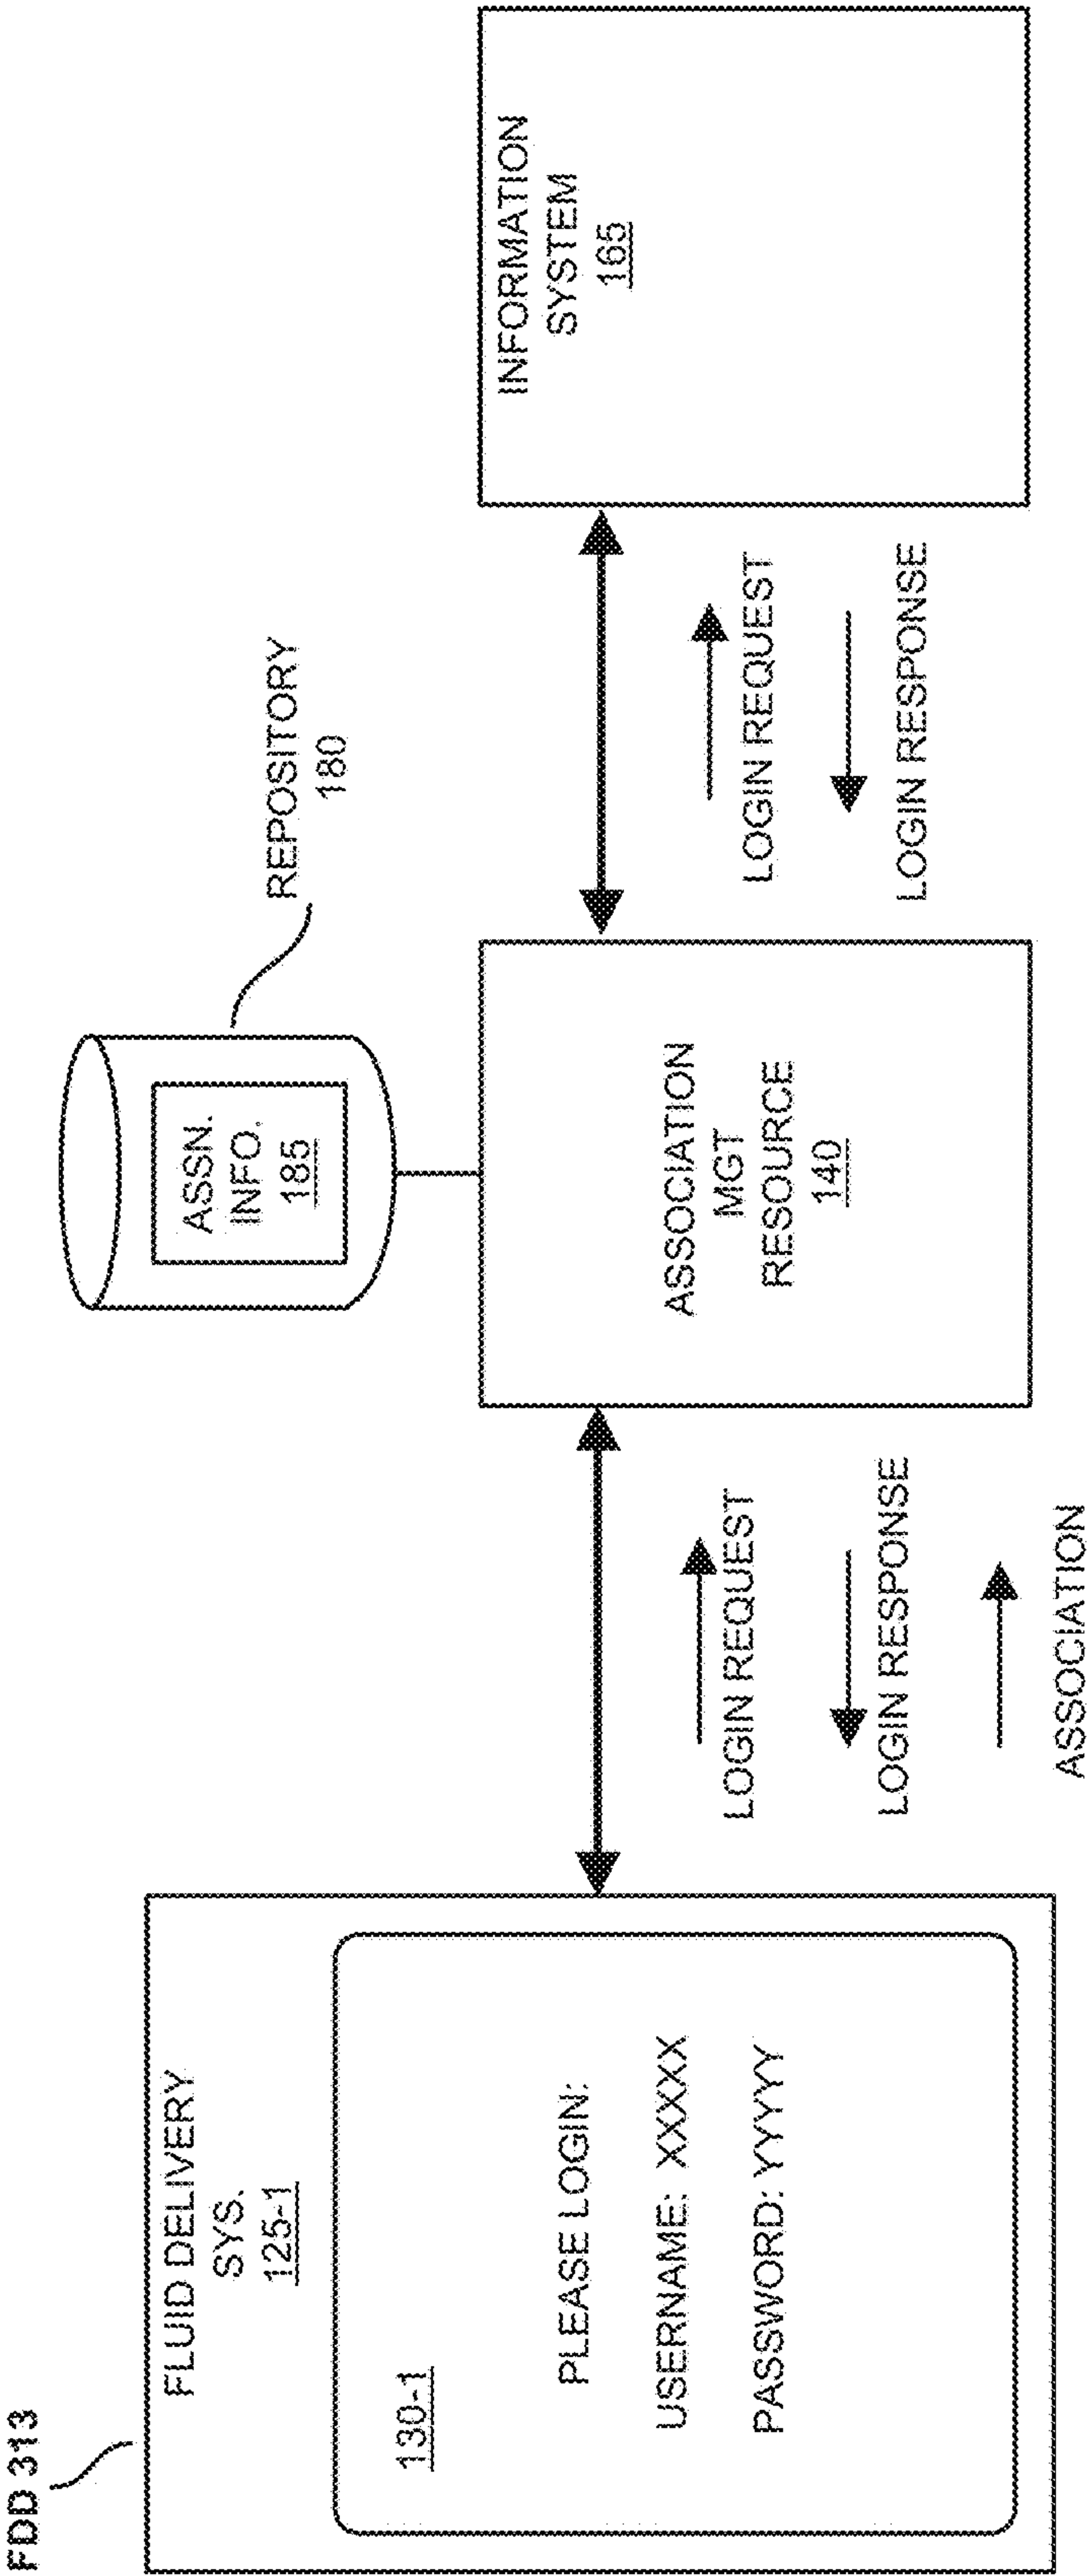 FDD 313
FLUID DELIVERY
SYS.
125-1
130-1
PLEASE LOGIN:
USERNAME: XXXXX
PASSWORD: YYYYY
LOGIN REQUEST
LOGIN RESPONSE
ASSOCIATION
REPOSITORY
180
ASSN.
INFO.
185
ASSOCIATION
MGT
RESOURCE
140
LOGIN REQUEST
LOGIN RESPONSE
INFORMATION
SYSTEM
165